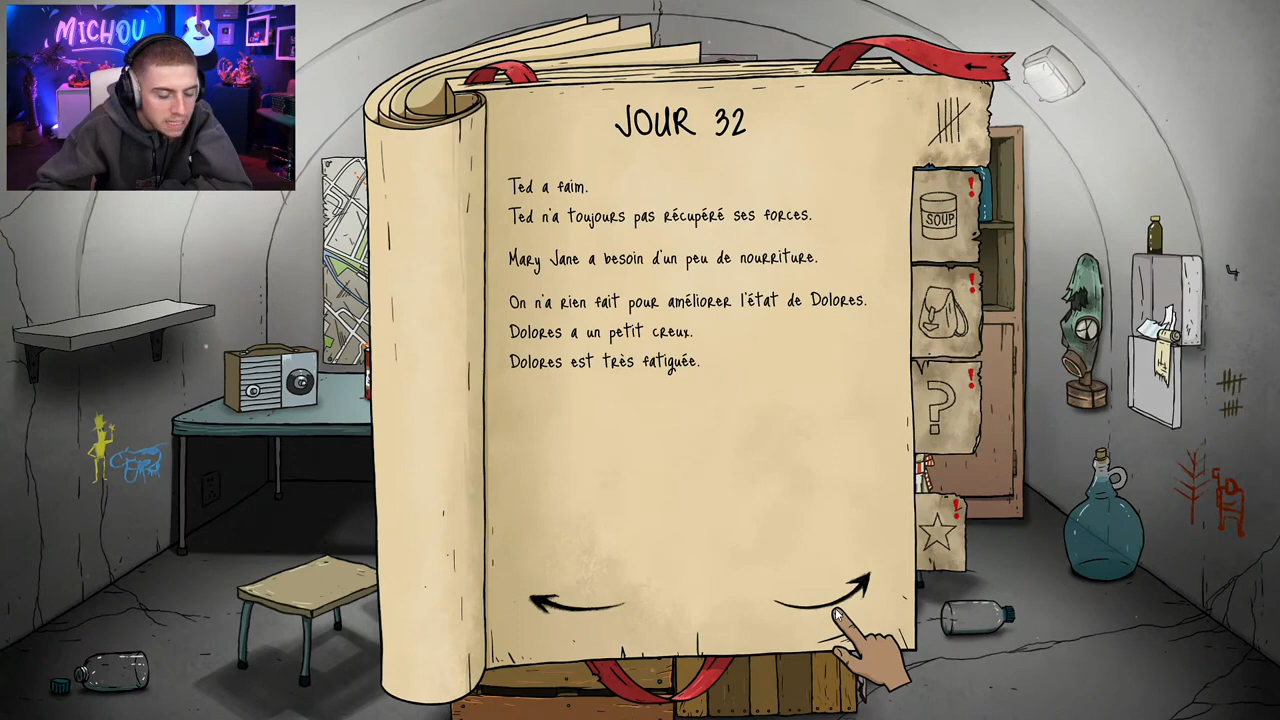 MICHOU
JOUR 32
Ted a faim.
Ted n'a toujours pas récupéré ses forces.
Mary Jane a besoin d'un peu de nourriture.
On n'a rien fait pour améliorer l'état de Dolores.
Dolores a un petit creux.
Dolores est très fatiguée.
!
SOUP
!
!
?
!